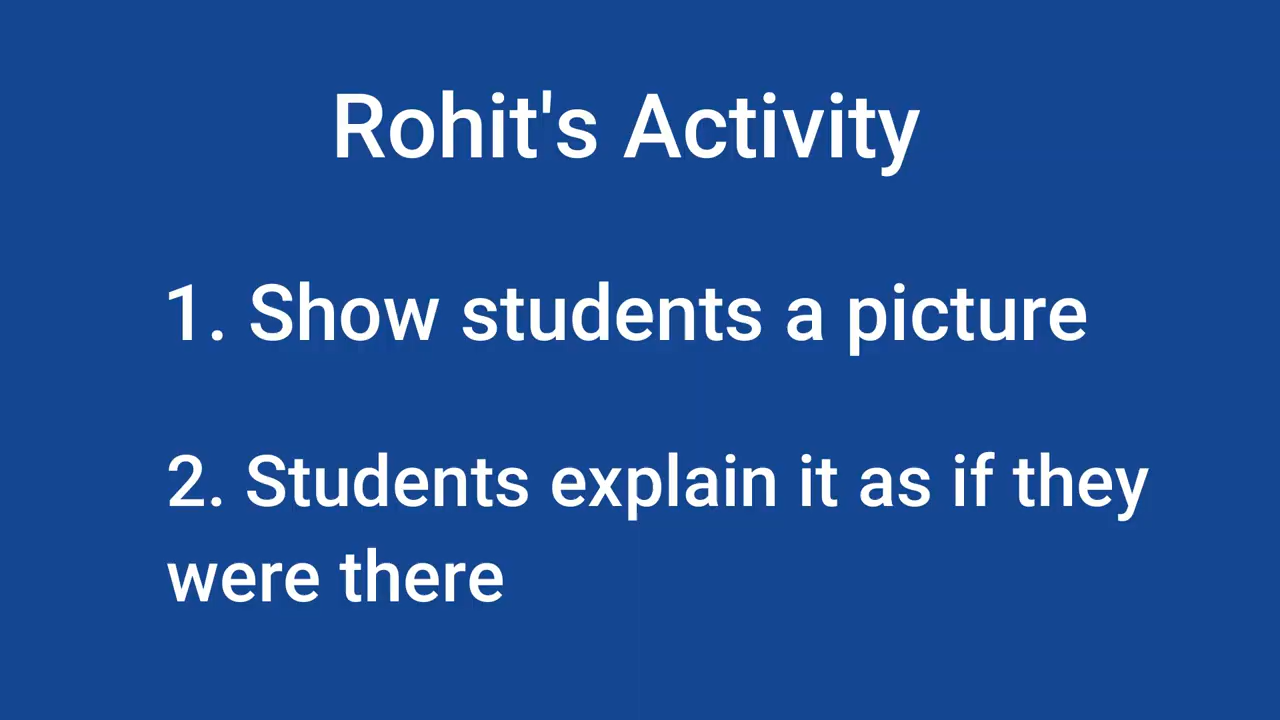 Rohit's Activity
1. Show students a picture
2. Students explain it as if they
were there